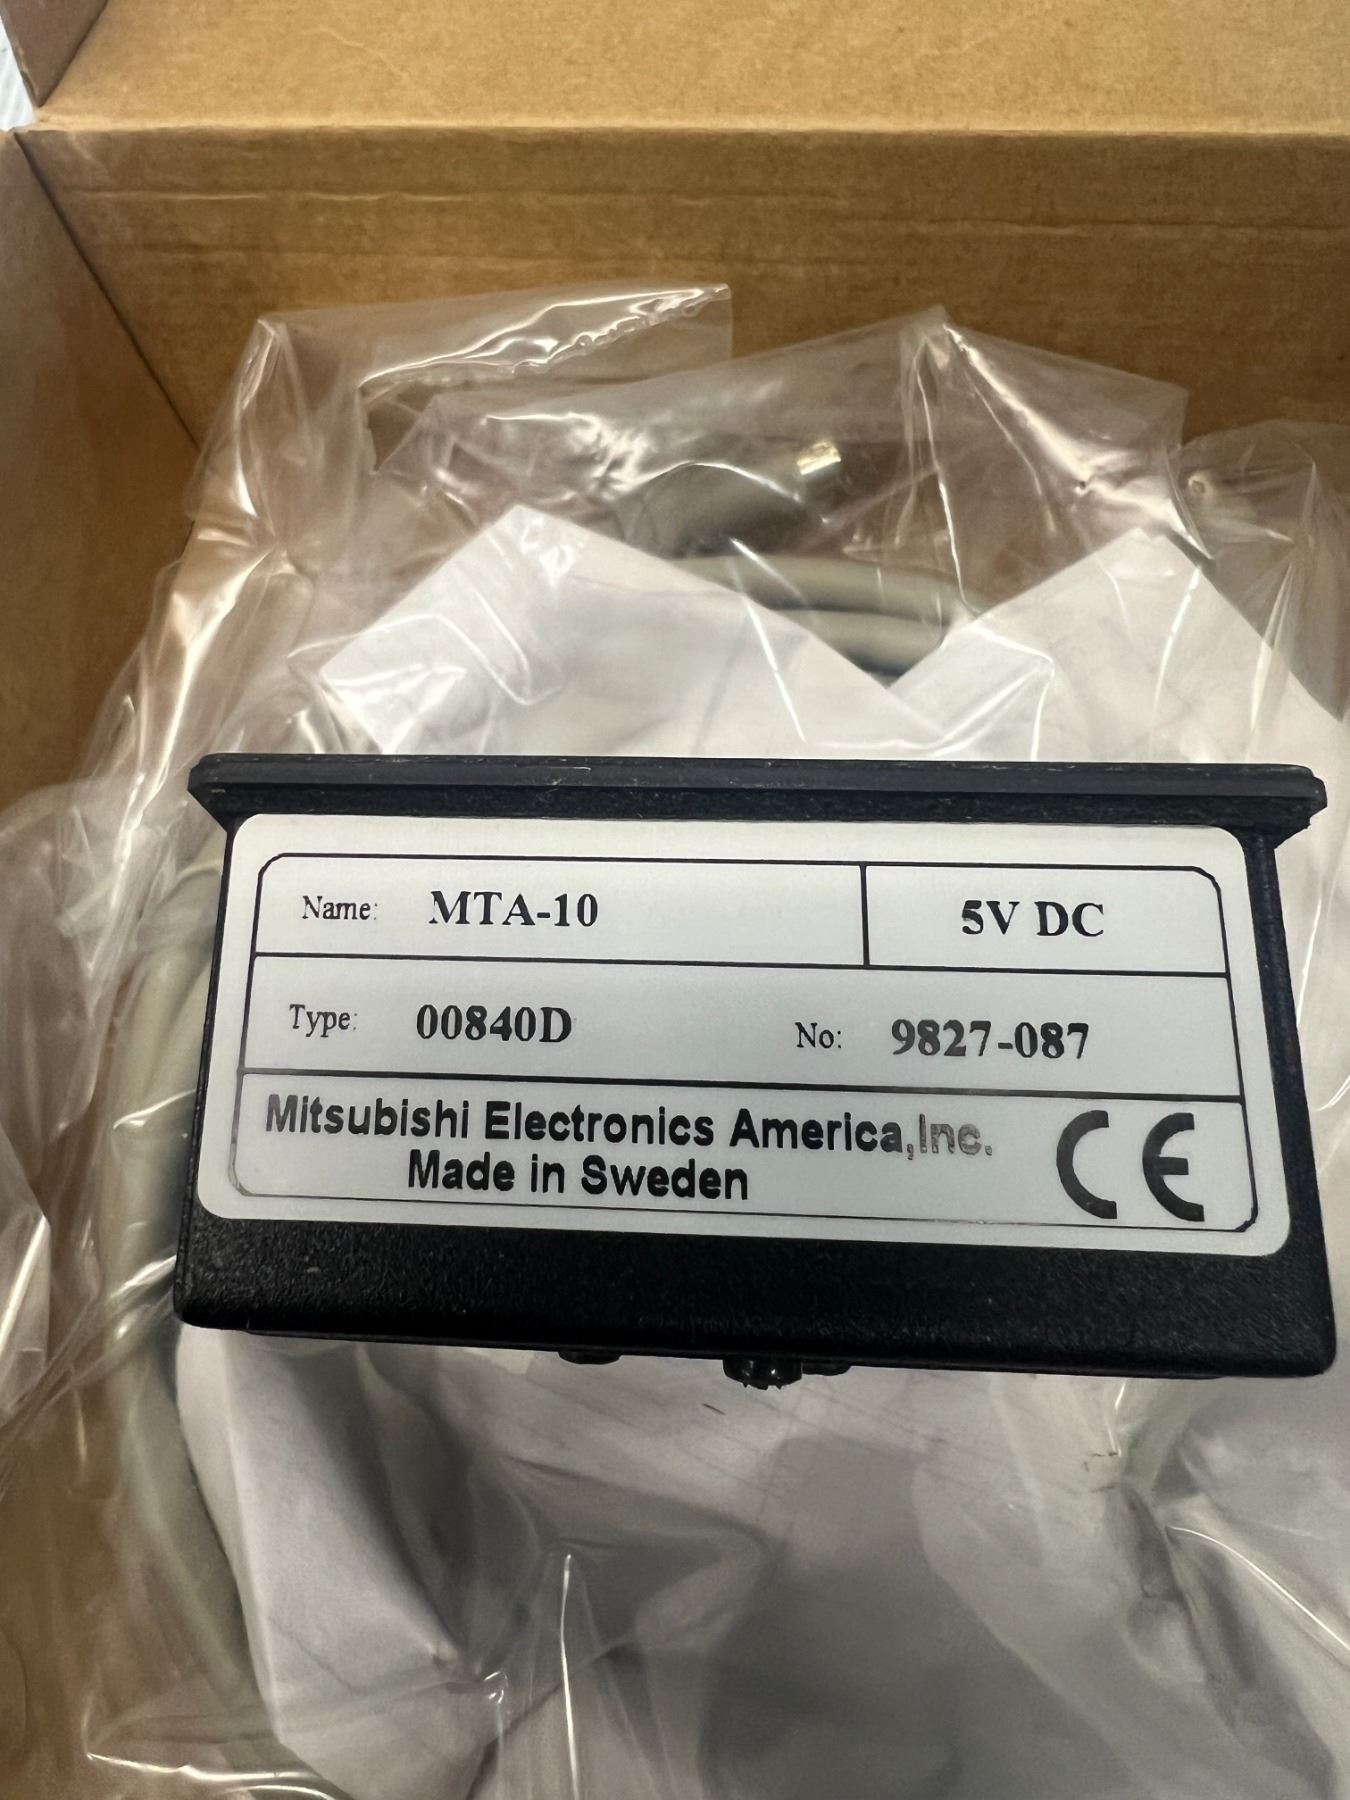 Name: MTA-10 5V DC
Type: 00840D No: 9827-087
Mitsubishi Electronics America,Inc.
Made in Sweden CE